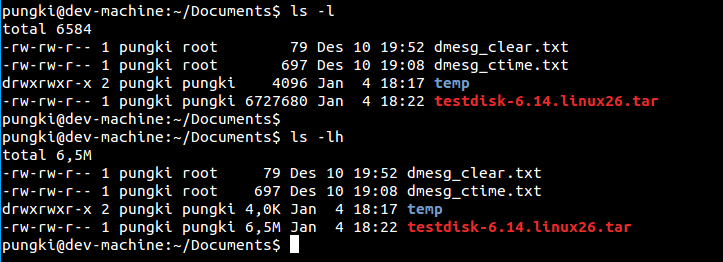 pungki@dev-machine:~/Documents$ ls -l
total 6584
-rw-rw-r-- 1 pungki root        79 Des 10 19:52 dmesg_clear.txt
-rw-rw-r-- 1 pungki root       697 Des 10 19:08 dmesg_ctime.txt
drwxrwxr-x 2 pungki pungki    4096 Jan  4 18:17 temp
-rw-rw-r-- 1 pungki pungki 6727680 Jan  4 18:22 testdisk-6.14.linux26.tar
pungki@dev-machine:~/Documents$
pungki@dev-machine:~/Documents$ ls -lh
total 6,5M
-rw-rw-r-- 1 pungki root     79 Des 10 19:52 dmesg_clear.txt
-rw-rw-r-- 1 pungki root    697 Des 10 19:08 dmesg_ctime.txt
drwxrwxr-x 2 pungki pungki 4,0K Jan  4 18:17 temp
-rw-rw-r-- 1 pungki pungki 6,5M Jan  4 18:22 testdisk-6.14.linux26.tar
pungki@dev-machine:~/Documents$